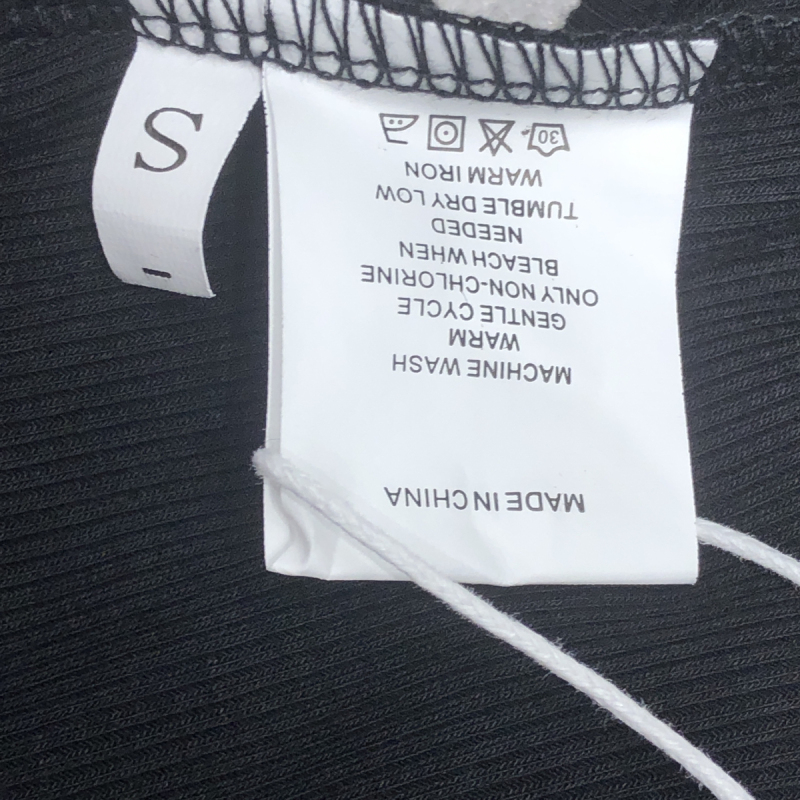 S
MADE IN CHINA
MACHINE WASH
WARM
GENTLE CYCLE
ONLY NON-CHLORINE
BLEACH WHEN
NEEDED
TUMBLE DRY LOW
WARM IRON
30